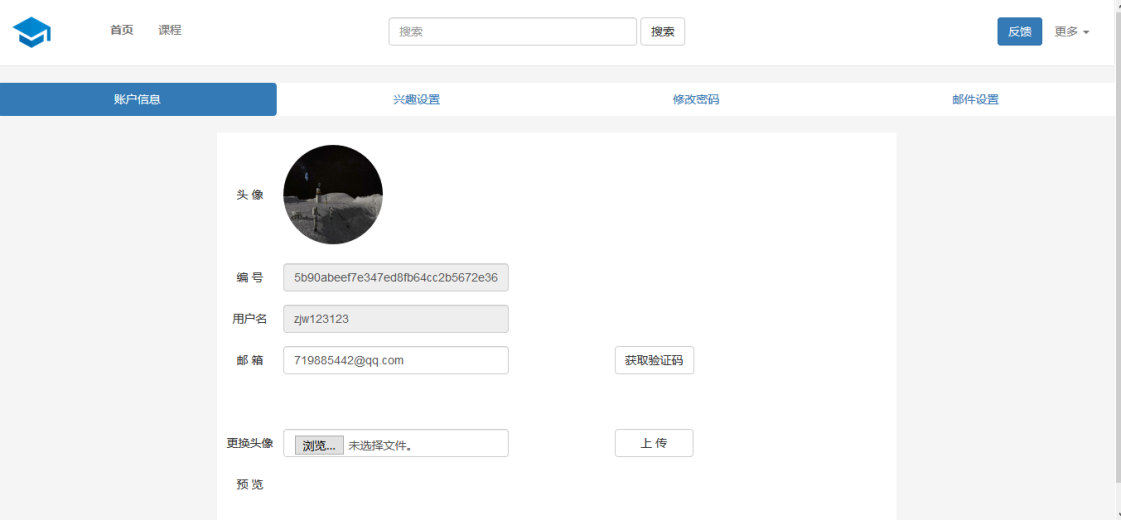 首页 课程 搜索 搜索 反馈 更多
账户信息 兴趣设置 修改密码 邮件设置
头 像
编 号 5b90abeef7e347ed8fb64cc2b5672e36
用户名 zjw123123
邮 箱 719885442@qq.com 获取验证码
更换头像 浏览... 未选择文件。 上 传
预 览